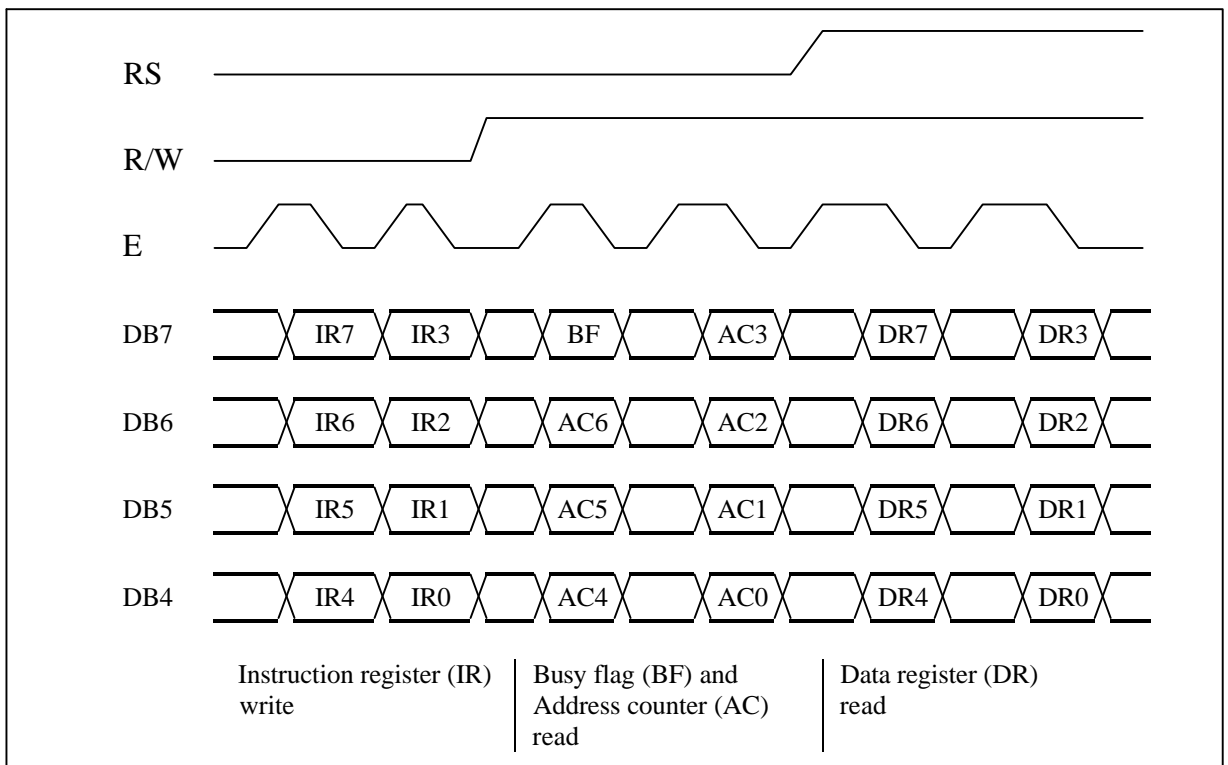 RS
R/W
E
DB7 IR7 IR3 BF AC3 DR7 DR3
DB6 IR6 IR2 AC6 AC2 DR6 DR2
DB5 IR5 IR1 AC5 AC1 DR5 DR1
DB4 IR4 IR0 AC4 AC0 DR4 DR0
Instruction register (IR)
write
Busy flag (BF) and
Address counter (AC)
read
Data register (DR)
read